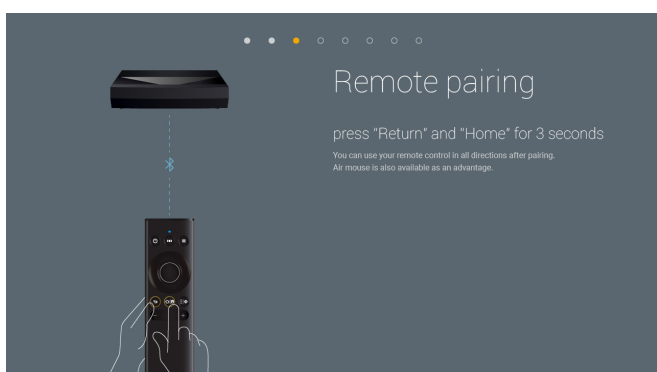 Remote pairing
press "Return" and "Home" for 3 seconds
You can use your remote control in all directions after pairing.
Air mouse is also available as an advantage.